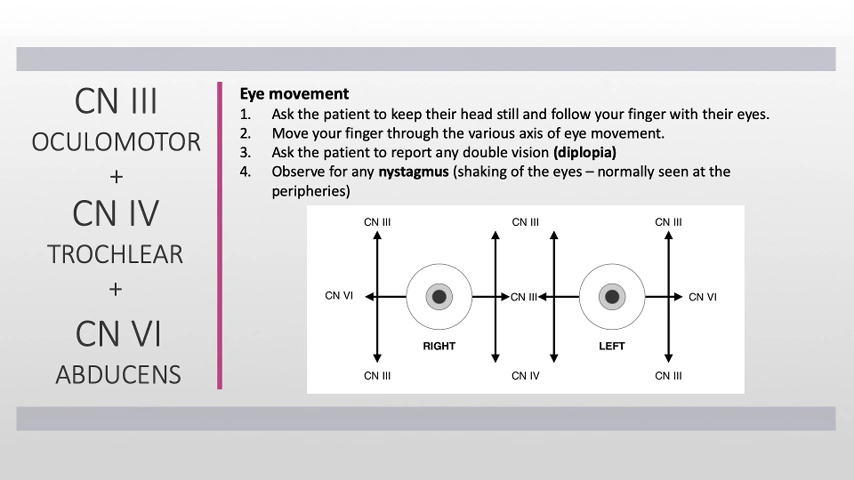 CN III
OCULOMOTOR
+
CN IV
TROCHLEAR
+
CN VI
ABDUCENS
Eye movement
1. Ask the patient to keep their head still and follow your finger with their eyes.
2. Move your finger through the various axis of eye movement.
3. Ask the patient to report any double vision (diplopia)
4. Observe for any nystagmus (shaking of the eyes – normally seen at the
peripheries)
CN III CN III CN III
CN VI CN III CN VI
RIGHT LEFT
CN III CN IV CN III